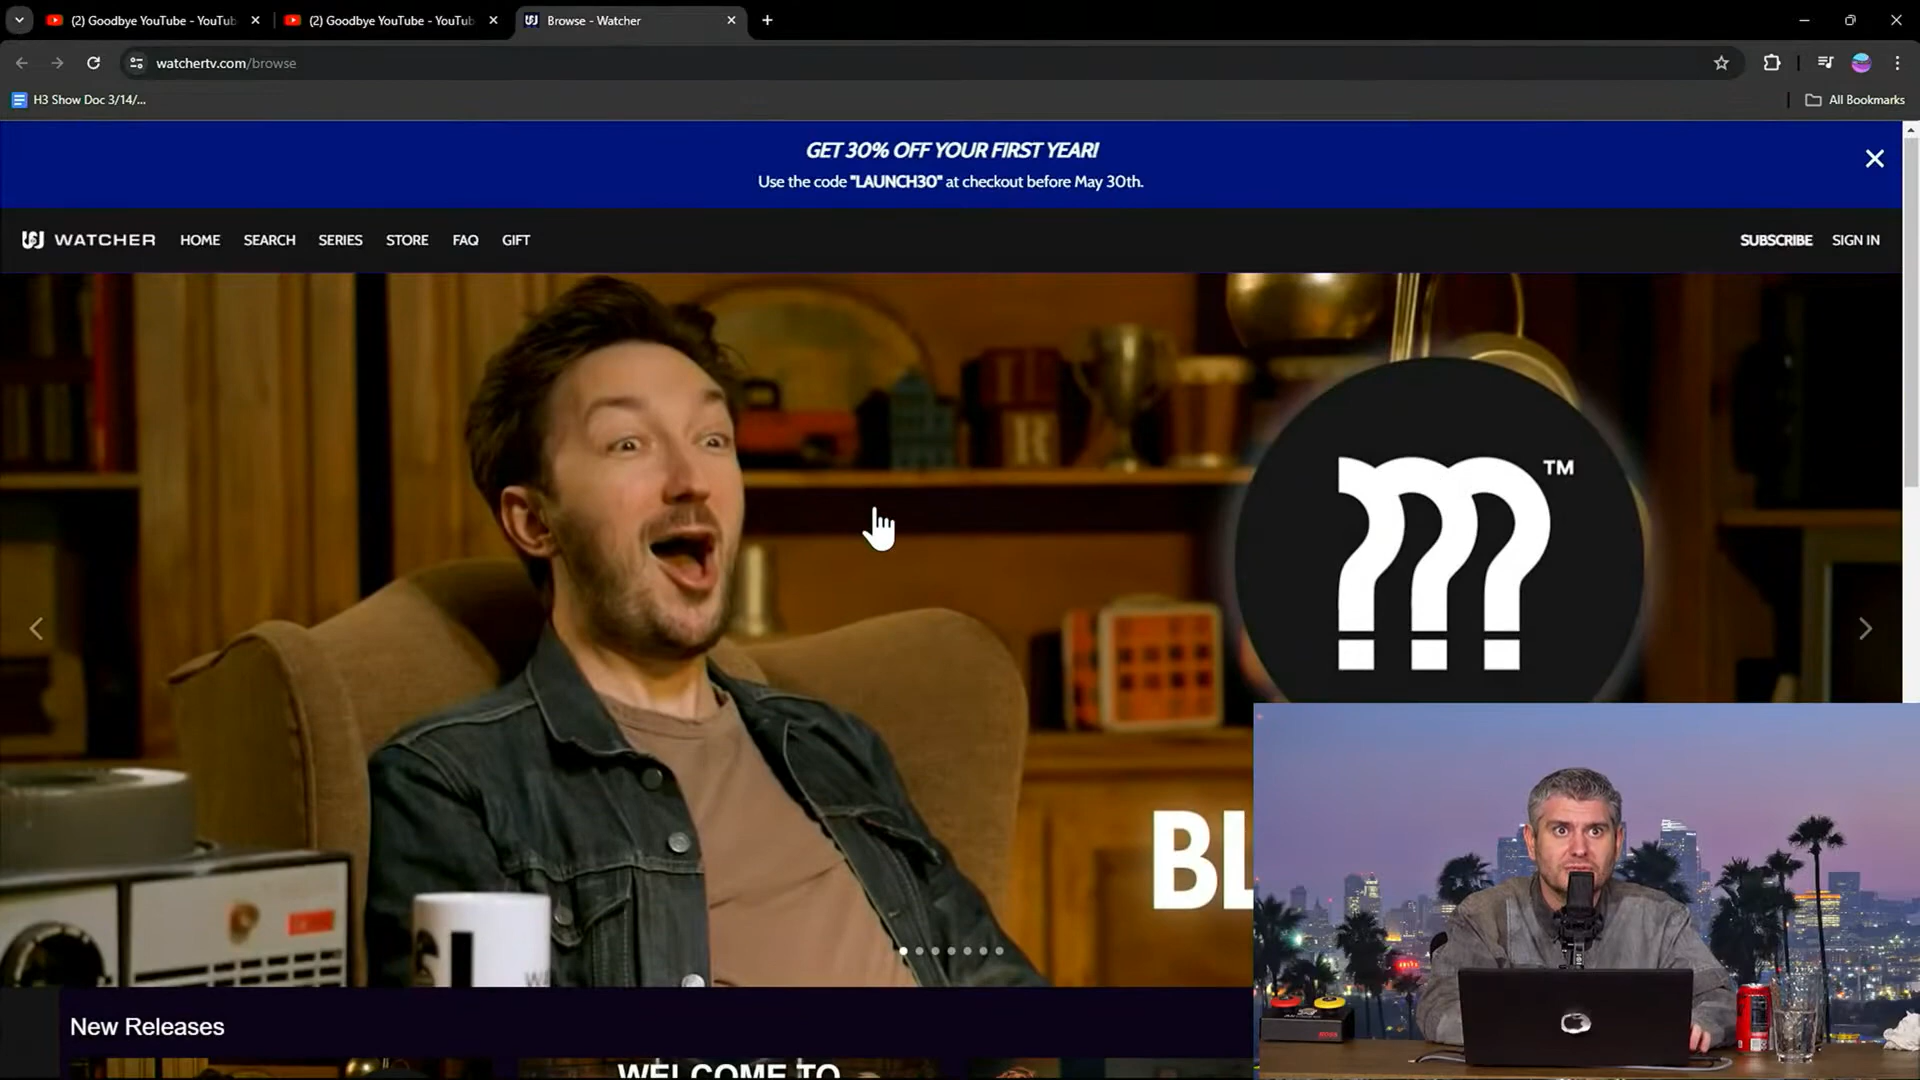 (2) Goodbye YouTube - YouTub
(2) Goodbye YouTube - YouTub
Browse - Watcher
watchertv.com/browse
H3 Show Doc 3/14/...
All Bookmarks
GET 30% OFF YOUR FIRST YEAR!
Use the code "LAUNCH30" at checkout before May 30th.
WATCHER HOME SEARCH SERIES STORE FAQ GIFT SUBSCRIBE SIGN IN
R
??? TM
BL
New Releases
WELCOME TO